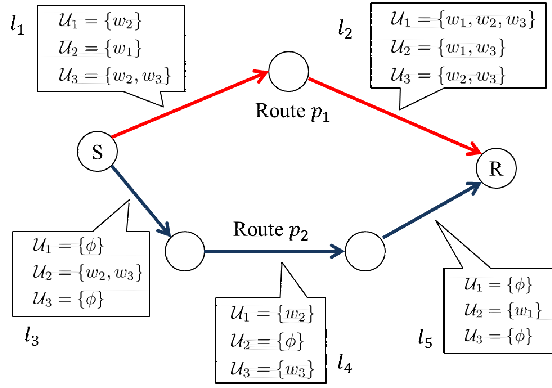 l₁
𝒰₁ = {w₂}
𝒰₂ = {w₁}
𝒰₃ = {w₂, w₃}
l₂
𝒰₁ = {w₁, w₂, w₃}
𝒰₂ = {w₁, w₃}
𝒰₃ = {w₂, w₃}
Route p₁
S
R
Route p₂
𝒰₁ = {ϕ}
𝒰₂ = {w₂, w₃}
𝒰₃ = {ϕ}
l₃
𝒰₁ = {w₂}
𝒰₂ = {ϕ}
𝒰₃ = {w₃}
l₄
𝒰₁ = {ϕ}
𝒰₂ = {w₁}
𝒰₃ = {ϕ}
l₅